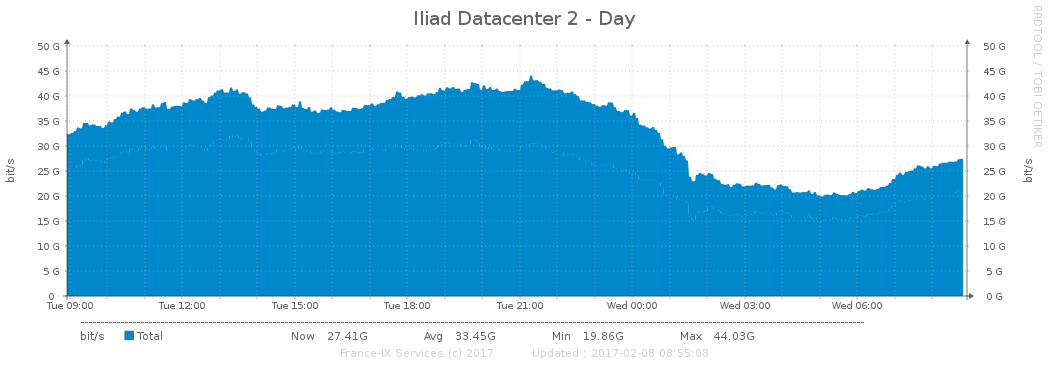 Iliad Datacenter 2 - Day
RRDTOOL / TOBI OETIKER
bit/s
50 G
45 G
40 G
35 G
30 G
25 G
20 G
15 G
10 G
5 G
0
50 G
45 G
40 G
35 G
30 G
25 G
20 G
15 G
10 G
5 G
0 G
bit/s
Tue 09:00 Tue 12:00 Tue 15:00 Tue 18:00 Tue 21:00 Wed 00:00 Wed 03:00 Wed 06:00
bit/s Total Now 27.41G Avg 33.45G Min 19.86G Max 44.03G
France-IX Services (c) 2017 Updated : 2017-02-08 08:55:08